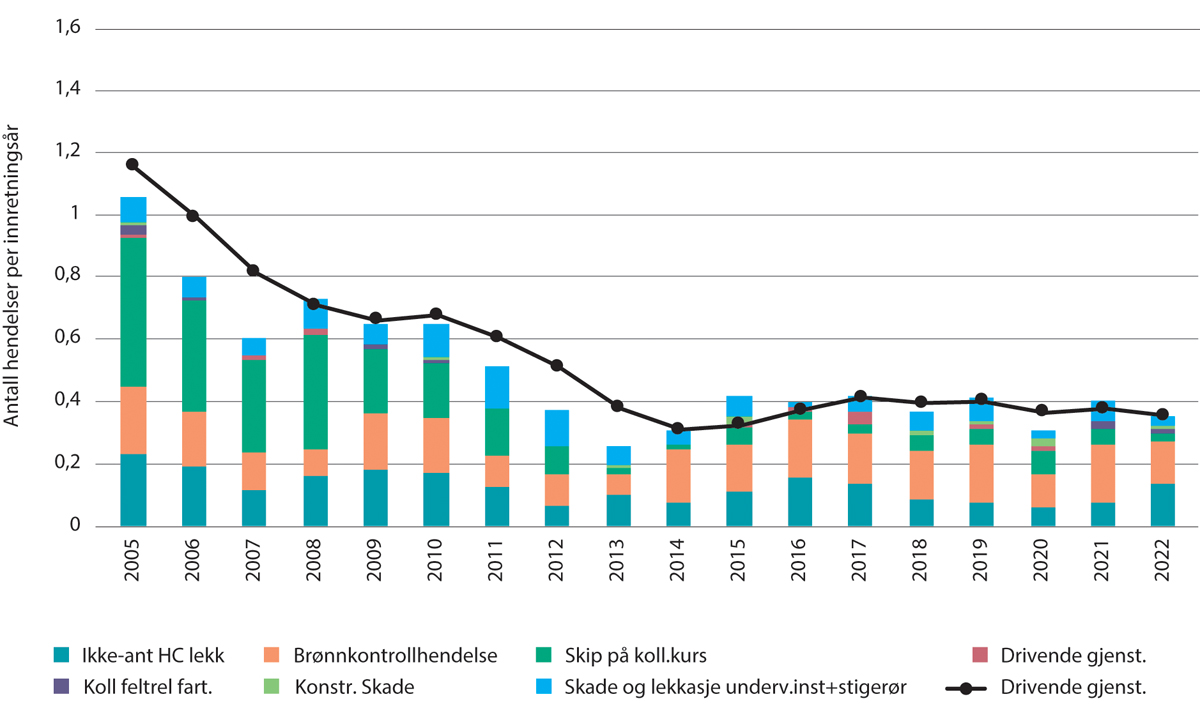 1,6
1,4
1,2
1
0,8
0,6
0,4
0,2
0
Antall hendelser per innretningsår
2005 2006 2007 2008 2009 2010 2011 2012 2013 2014 2015 2016 2017 2018 2019 2020 2021 2022
Ikke-ant HC lekk Brønnkontrollhendelse Skip på koll.kurs Drivende gjenst.
Koll feltrel fart. Konstr. Skade Skade og lekkasje underv.inst+stigerør Drivende gjenst.